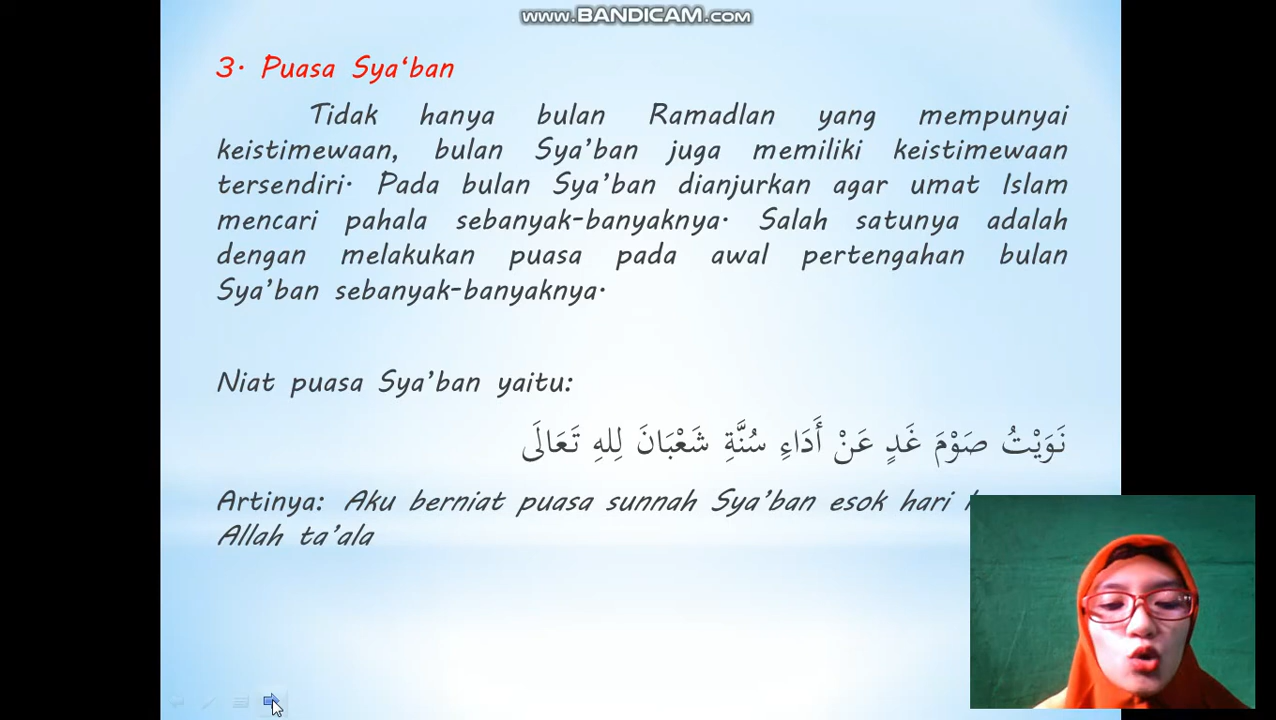 www.BANDICAM.com
3. Puasa Sya‘ban
Tidak hanya bulan Ramadlan yang mempunyai
keistimewaan, bulan Sya’ban juga memiliki keistimewaan
tersendiri. Pada bulan Sya’ban dianjurkan agar umat Islam
mencari pahala sebanyak-banyaknya. Salah satunya adalah
dengan melakukan puasa pada awal pertengahan bulan
Sya’ban sebanyak-banyaknya.
Niat puasa Sya’ban yaitu:
نَوَيْتُ صَوْمَ غَدٍ عَنْ أَدَاءِ سُنَّةِ شَعْبَانَ لِلهِ تَعَالَى
Artinya: Aku berniat puasa sunnah Sya’ban esok hari
Allah ta’ala